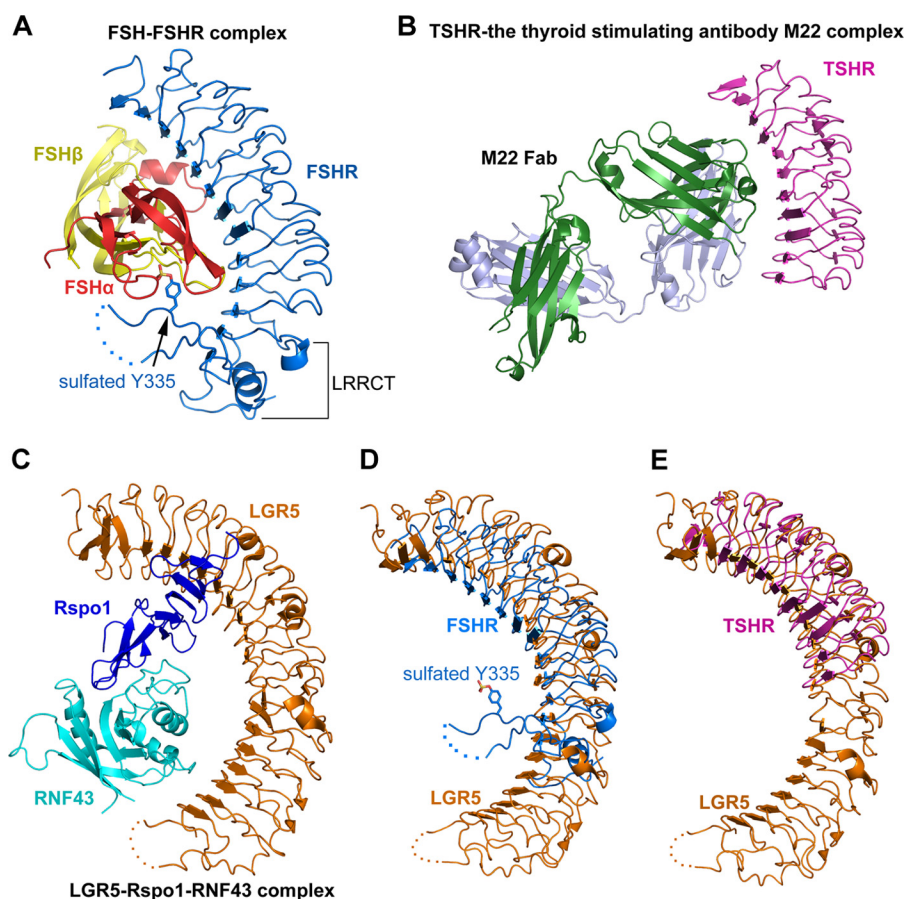 A
FSH-FSHR complex
FSHβ
FSHR
FSHα
sulfated Y335
LRRCT
B
TSHR-the thyroid stimulating antibody M22 complex
TSHR
M22 Fab
C
LGR5
Rspo1
RNF43
LGR5-Rspo1-RNF43 complex
D
FSHR
sulfated Y335
LGR5
E
TSHR
LGR5